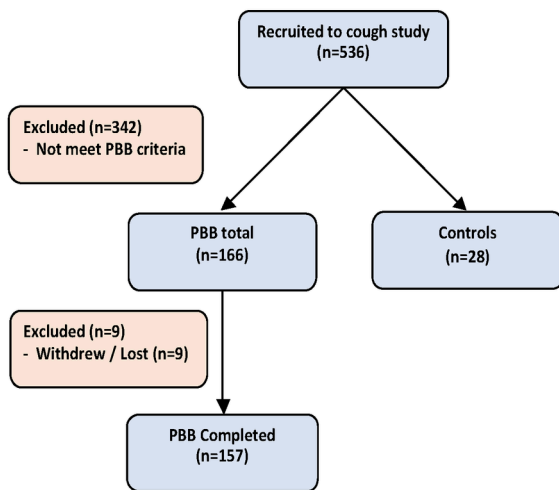 Recruited to cough study
(n=536)
Excluded (n=342)
- Not meet PBB criteria
PBB total
(n=166)
Controls
(n=28)
Excluded (n=9)
- Withdrew / Lost (n=9)
PBB Completed
(n=157)